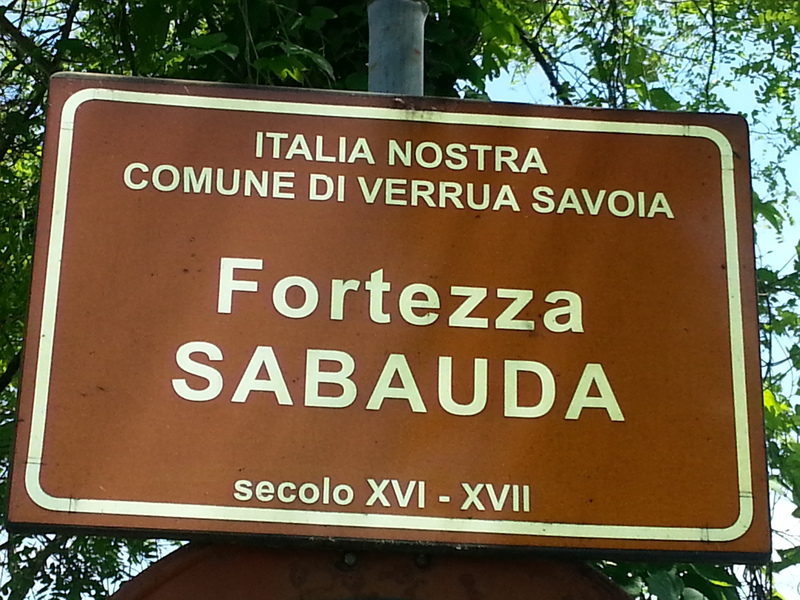 ITALIA NOSTRA
COMUNE DI VERRUA SAVOIA
Fortezza
SABAUDA
secolo XVI - XVII